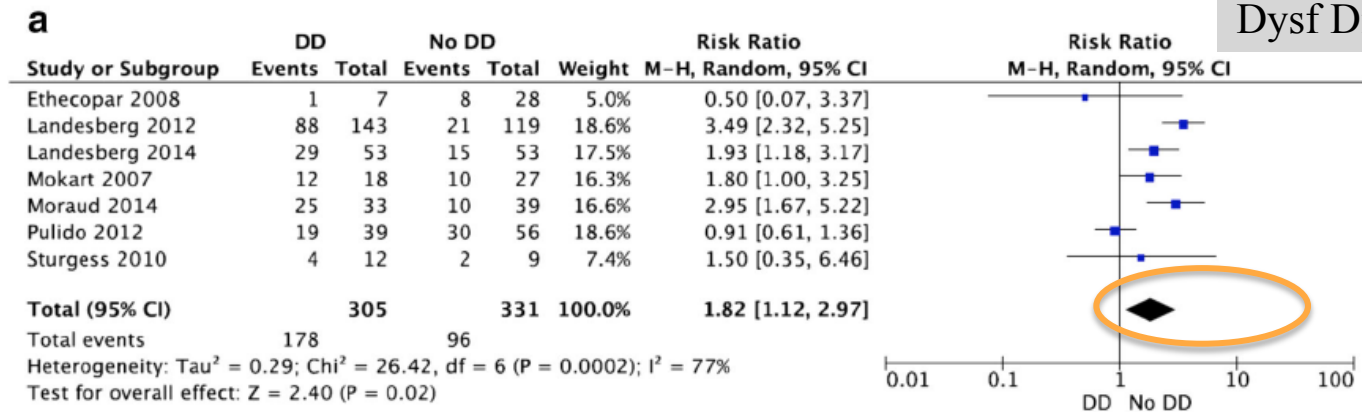 a
Dysf D
DD No DD Risk Ratio Risk Ratio
Study or Subgroup Events Total Events Total Weight M-H, Random, 95% CI M-H, Random, 95% CI
Ethecopar 2008 1 7 8 28 5.0% 0.50 [0.07, 3.37]
Landesberg 2012 88 143 21 119 18.6% 3.49 [2.32, 5.25]
Landesberg 2014 29 53 15 53 17.5% 1.93 [1.18, 3.17]
Mokart 2007 12 18 10 27 16.3% 1.80 [1.00, 3.25]
Moraud 2014 25 33 10 39 16.6% 2.95 [1.67, 5.22]
Pulido 2012 19 39 30 56 18.6% 0.91 [0.61, 1.36]
Sturgess 2010 4 12 2 9 7.4% 1.50 [0.35, 6.46]
Total (95% CI) 305 331 100.0% 1.82 [1.12, 2.97]
Total events 178 96
Heterogeneity: Tau² = 0.29; Chi² = 26.42, df = 6 (P = 0.0002); I² = 77%
Test for overall effect: Z = 2.40 (P = 0.02)
0.01 0.1 1 10 100
DD No DD